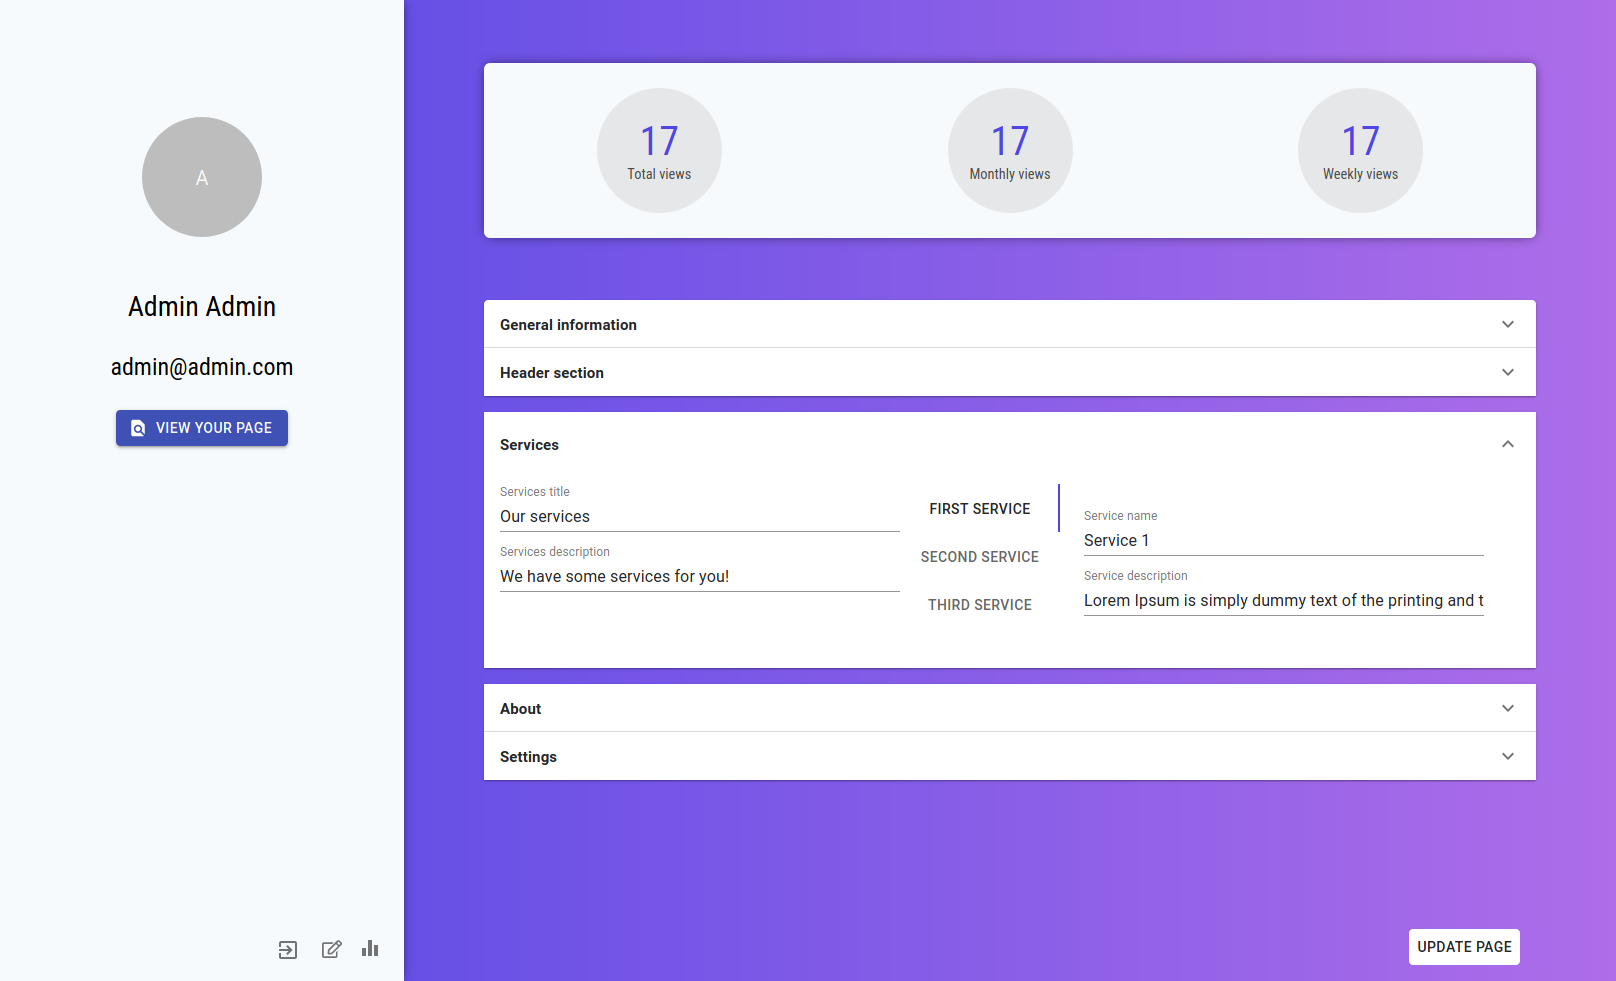 A
Admin Admin
admin@admin.com
VIEW YOUR PAGE
17
Total views
17
Monthly views
17
Weekly views
General information
Header section
Services
Services title
Our services
Services description
We have some services for you!
FIRST SERVICE
SECOND SERVICE
THIRD SERVICE
Service name
Service 1
Service description
Lorem Ipsum is simply dummy text of the printing and t
About
Settings
UPDATE PAGE